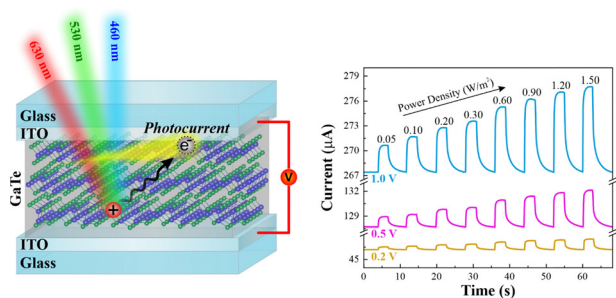 630 nm
530 nm
460 nm
Glass
ITO
Photocurrent
e-
GaTe
+
V
ITO
Glass
Current (μA)
279
276
273
270
267
132
128
45
Power Density (W/m²)
0.05
0.10
0.20
0.30
0.60
0.90
1.20
1.50
1.0 V
0.5 V
0.2 V
0 10 20 30 40 50 60
Time (s)